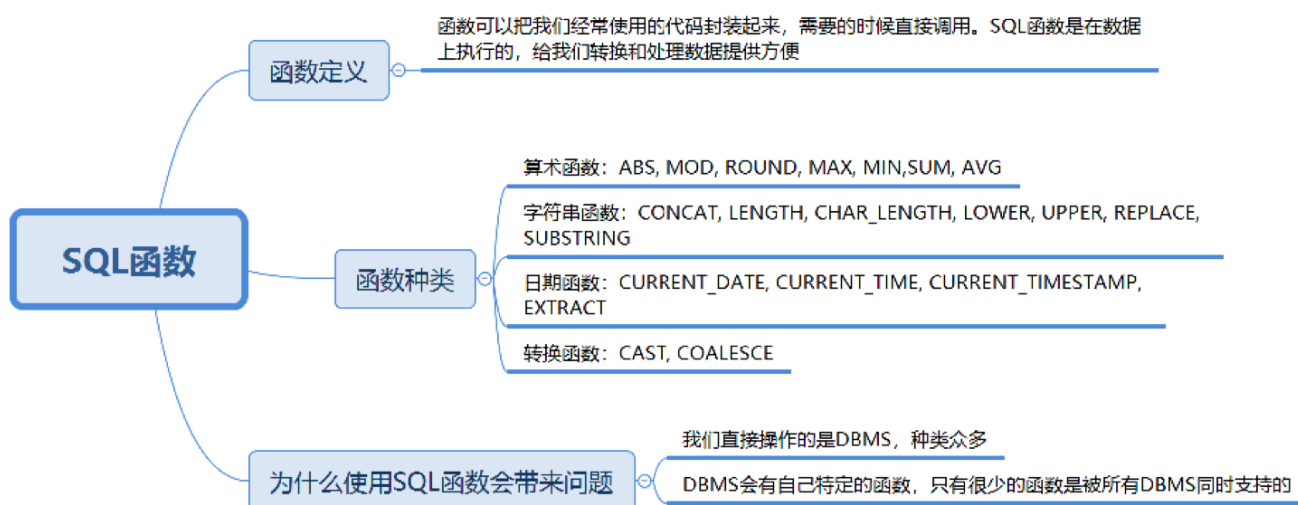 函数可以把我们经常使用的代码封装起来，需要的时候直接调用。SQL函数是在数据
上执行的，给我们转换和处理数据提供方便
函数定义
算术函数：ABS, MOD, ROUND, MAX, MIN,SUM, AVG
字符串函数：CONCAT, LENGTH, CHAR_LENGTH, LOWER, UPPER, REPLACE,
SUBSTRING
SQL函数
函数种类
日期函数：CURRENT_DATE, CURRENT_TIME, CURRENT_TIMESTAMP,
EXTRACT
转换函数：CAST, COALESCE
我们直接操作的是DBMS，种类众多
为什么使用SQL函数会带来问题
DBMS会有自己特定的函数，只有很少的函数是被所有DBMS同时支持的